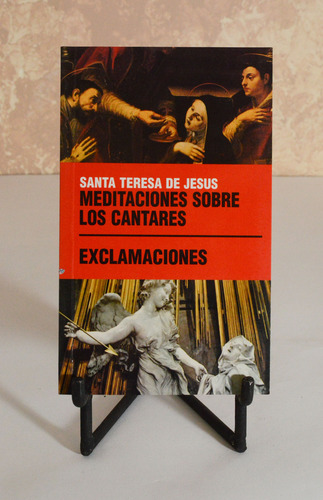 SANTA TERESA DE JESUS
MEDITACIONES SOBRE
LOS CANTARES
EXCLAMACIONES